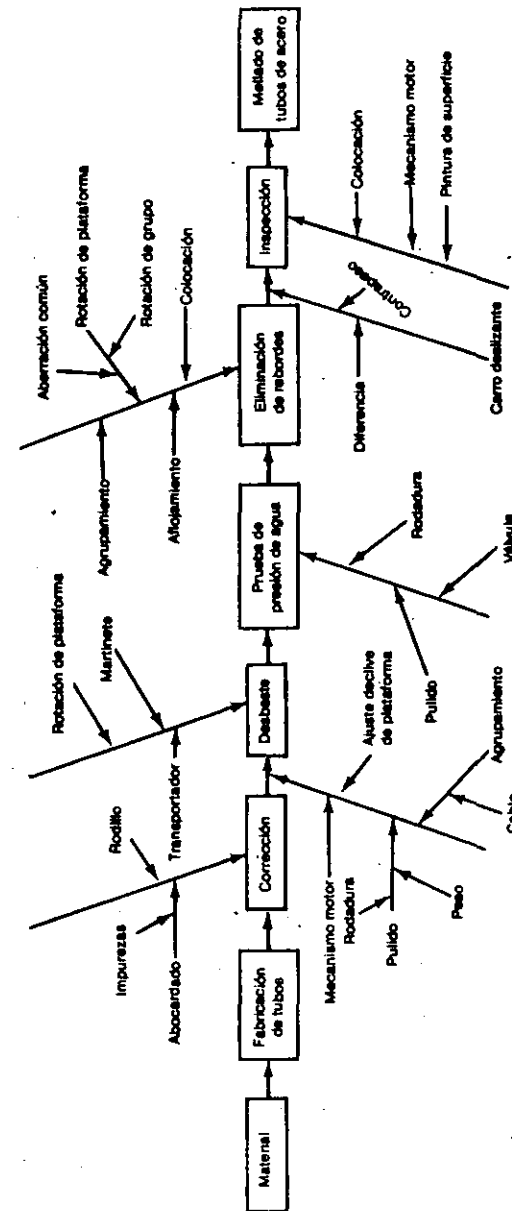 Material
Fabricación
de tubos
Corrección
Desbaste
Prueba de
presión de agua
Eliminación
de rebordes
Inspección
Mellado de
tubos de acero
Impurezas
Rodillo
Abocardado
Rotación de plataforma
Martinete
Transportador
Aberración común
Rotación de plataforma
Rotación de grupo
Colocación
Agrupamiento
Aflojamiento
Mecanismo motor
Rodadura
Pulido
Peso
Ajuste declive
de plataforma
Agrupamiento
Cable
Pulido
Rodadura
Válvula
Diferencia
Contrapeso
Carro deslizante
Colocación
Mecanismo motor
Pintura de superficie